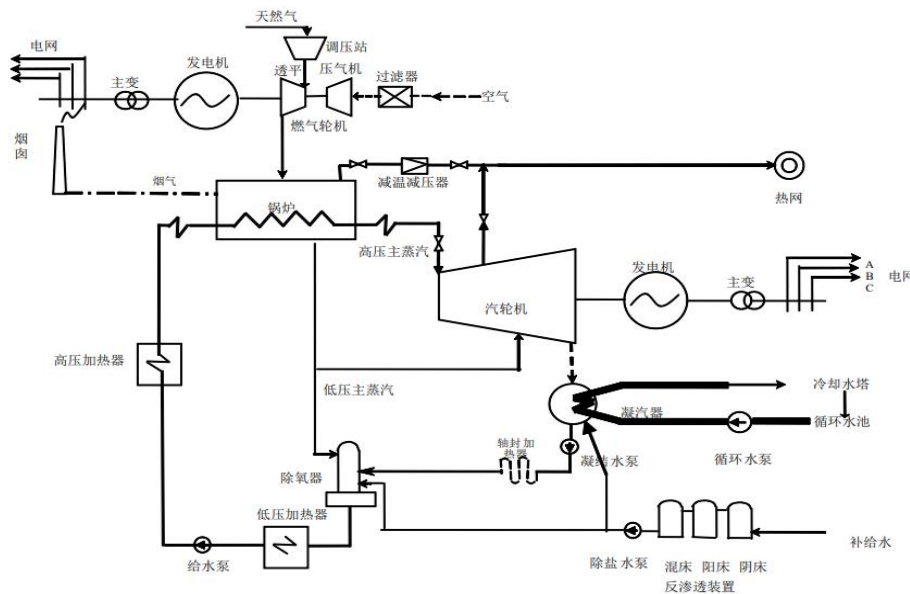 天然气
电网
调压站
发电机
透平
压气机
过滤器
主变
空气
燃气轮机
烟
囱
烟气
减温减压器
热网
锅炉
高压主蒸汽
发电机
主变
A
B
C
电网
汽轮机
高压加热器
低压主蒸汽
冷却水塔
凝汽器
循环水池
轴封加
热器
凝结水泵
循环水泵
除氧器
低压加热器
给水泵
除盐水泵
补给水
混床 阳床 阴床
反渗透装置